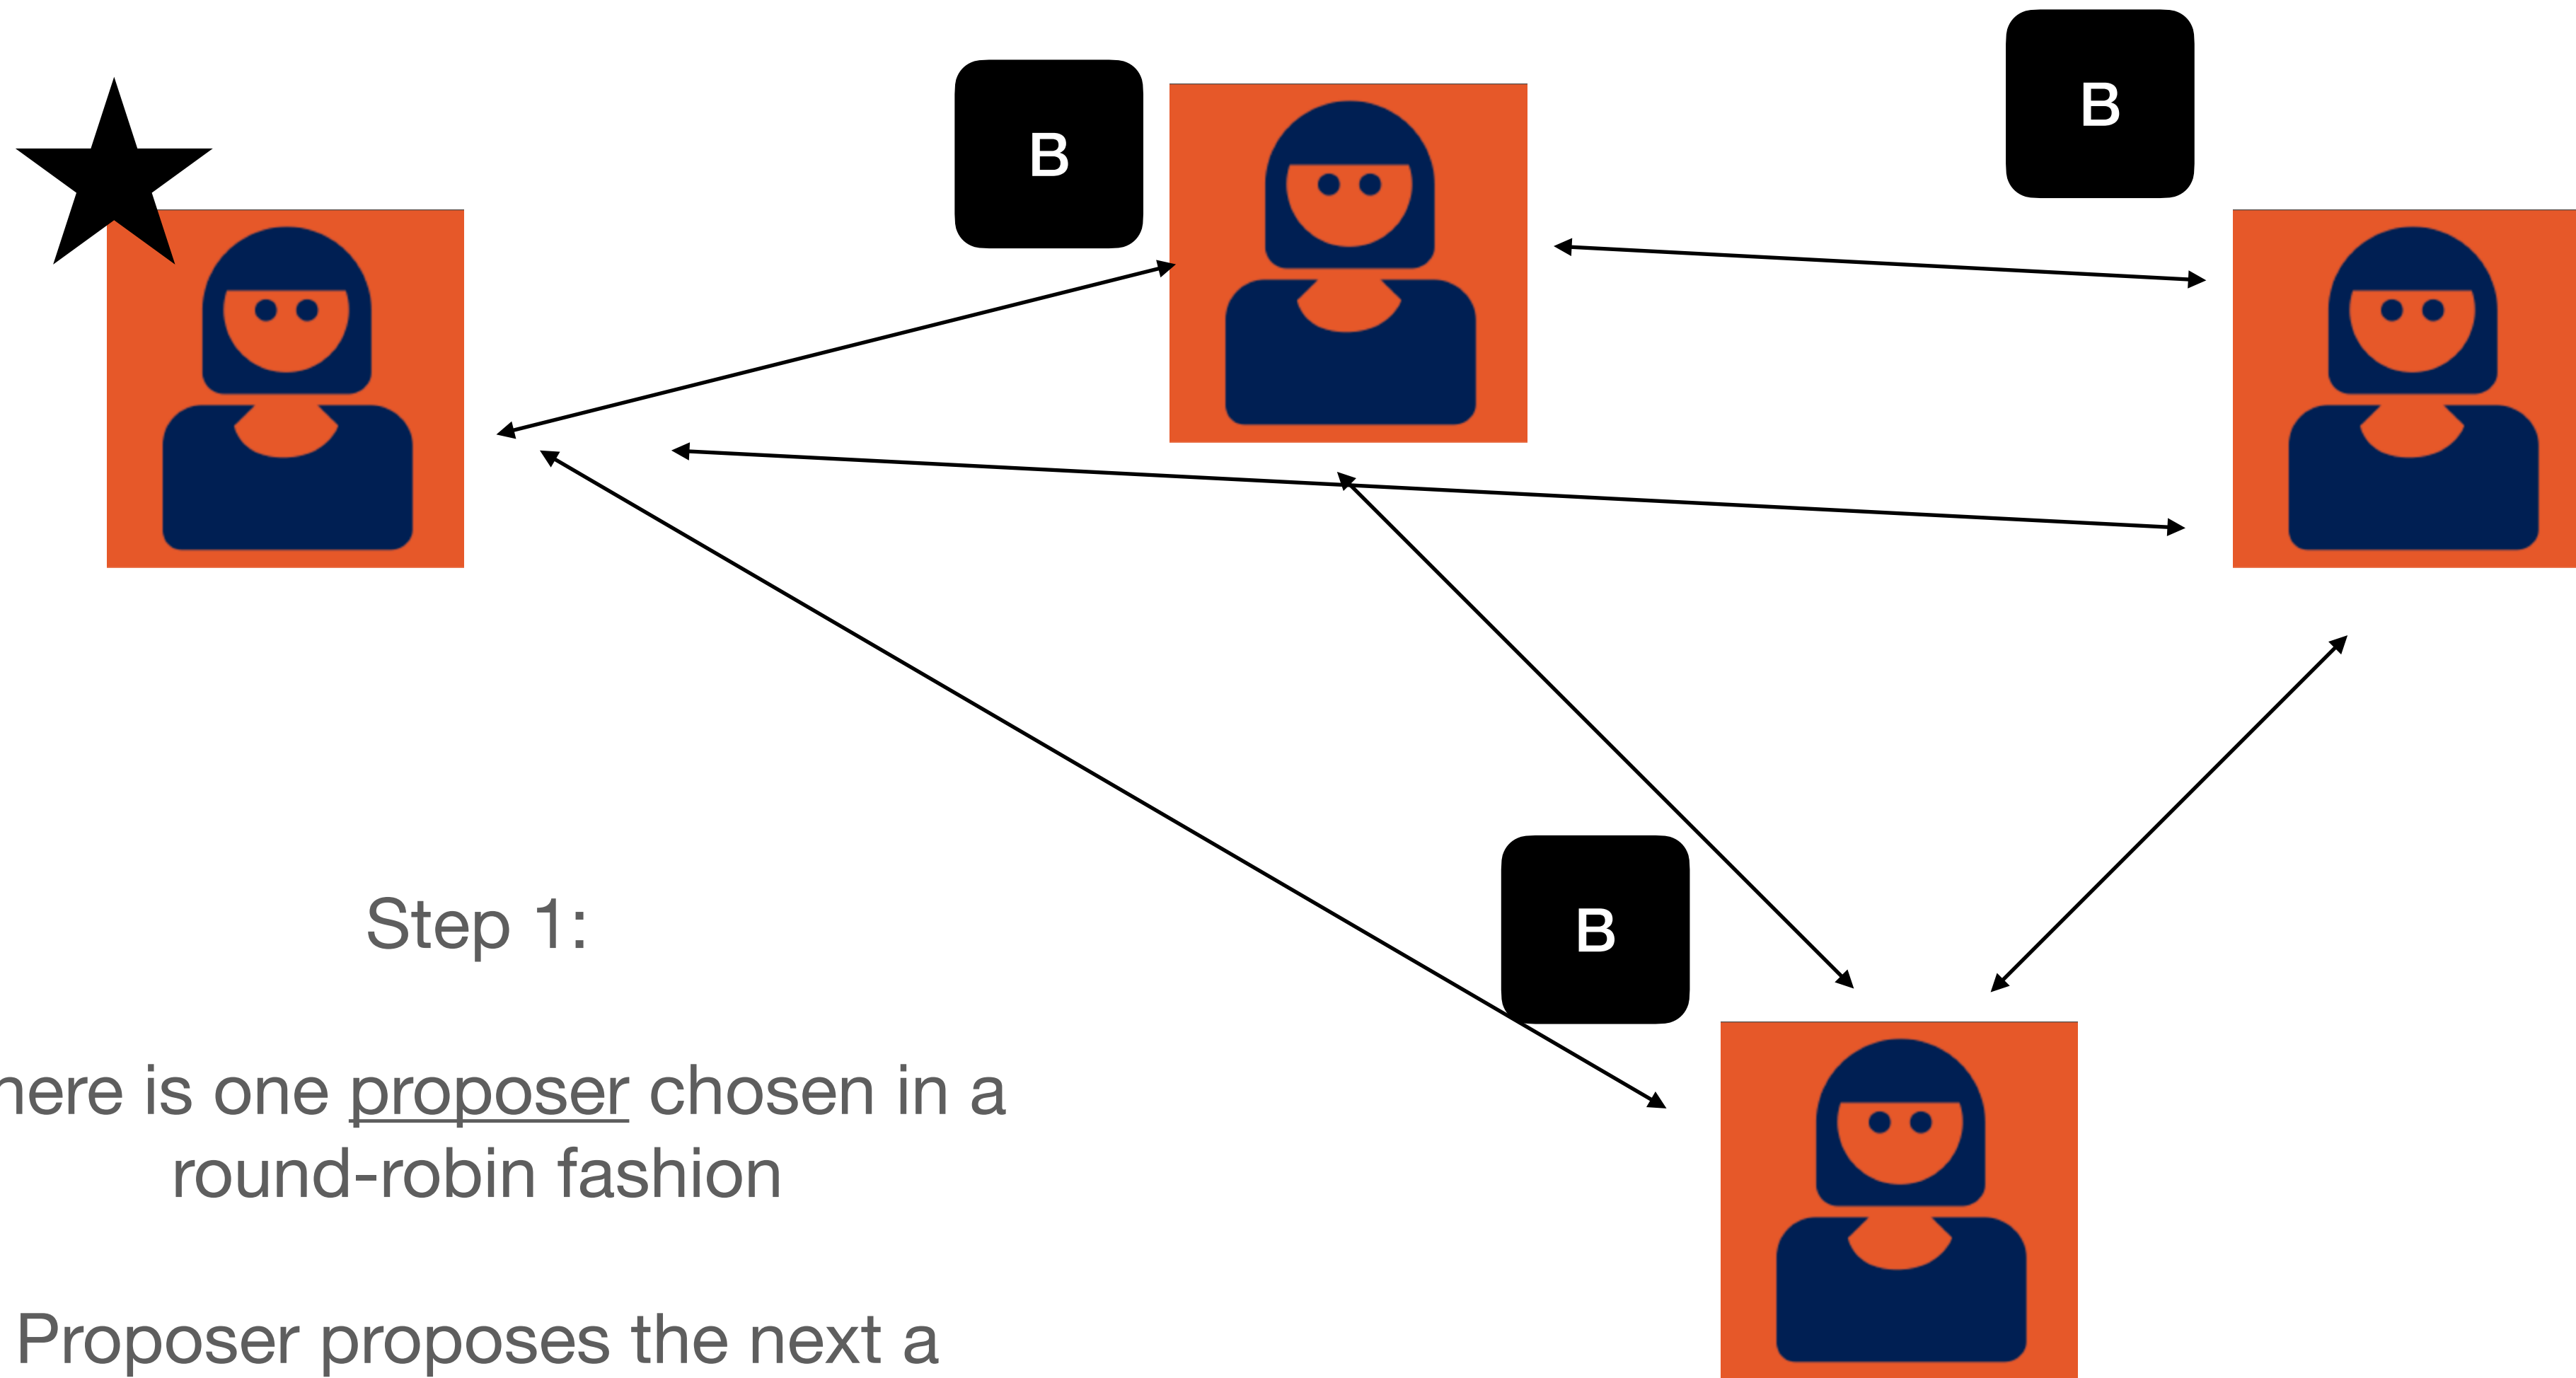 B
B
B
Step 1:
here is one proposer chosen in a
round-robin fashion
Proposer proposes the next a